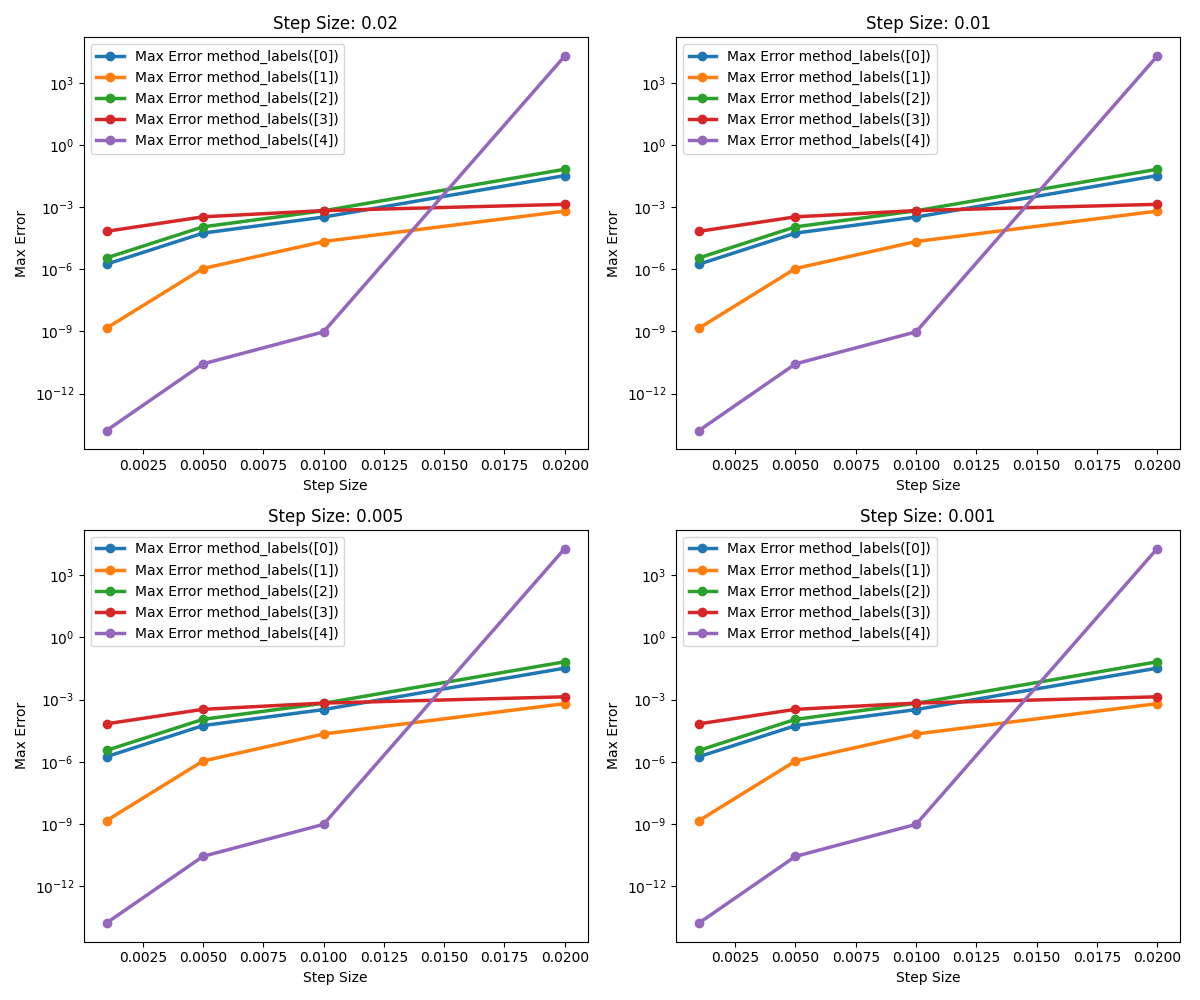 Step Size: 0.02
Max Error method_labels([0])
Max Error method_labels([1])
Max Error method_labels([2])
Max Error method_labels([3])
Max Error method_labels([4])
10^3
10^0
10^-3
10^-6
10^-9
10^-12
Max Error
0.0025 0.0050 0.0075 0.0100 0.0125 0.0150 0.0175 0.0200
Step Size
Step Size: 0.01
Max Error method_labels([0])
Max Error method_labels([1])
Max Error method_labels([2])
Max Error method_labels([3])
Max Error method_labels([4])
10^3
10^0
10^-3
10^-6
10^-9
10^-12
Max Error
0.0025 0.0050 0.0075 0.0100 0.0125 0.0150 0.0175 0.0200
Step Size
Step Size: 0.005
Max Error method_labels([0])
Max Error method_labels([1])
Max Error method_labels([2])
Max Error method_labels([3])
Max Error method_labels([4])
10^3
10^0
10^-3
10^-6
10^-9
10^-12
Max Error
0.0025 0.0050 0.0075 0.0100 0.0125 0.0150 0.0175 0.0200
Step Size
Step Size: 0.001
Max Error method_labels([0])
Max Error method_labels([1])
Max Error method_labels([2])
Max Error method_labels([3])
Max Error method_labels([4])
10^3
10^0
10^-3
10^-6
10^-9
10^-12
Max Error
0.0025 0.0050 0.0075 0.0100 0.0125 0.0150 0.0175 0.0200
Step Size